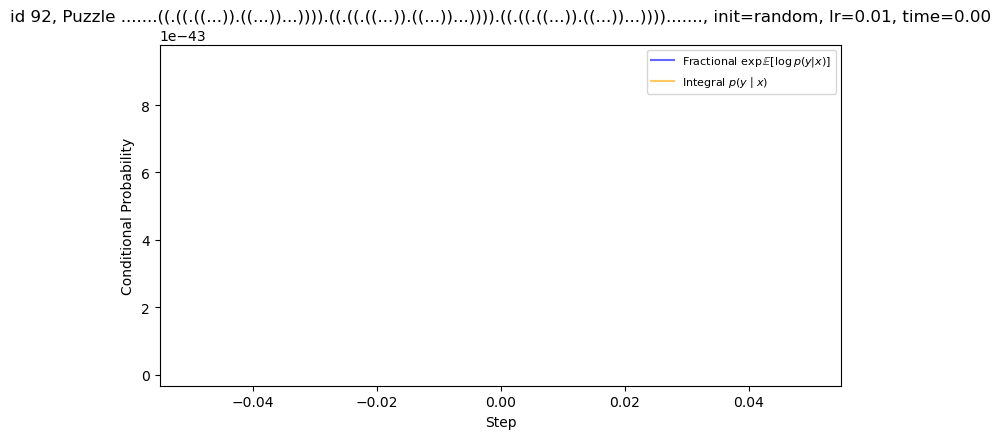 id 92, Puzzle .......((.((.((...)).((...))...)))).((.((.((...)).((...))...)))).((.((.((...)).((...))...))))......., init=random, lr=0.01, time=0.00
1e−43
Fractional exp𝔼[log p(y|x)]
Integral p(y | x)
8
6
4
2
0
Conditional Probability
−0.04
−0.02
0.00
0.02
0.04
Step